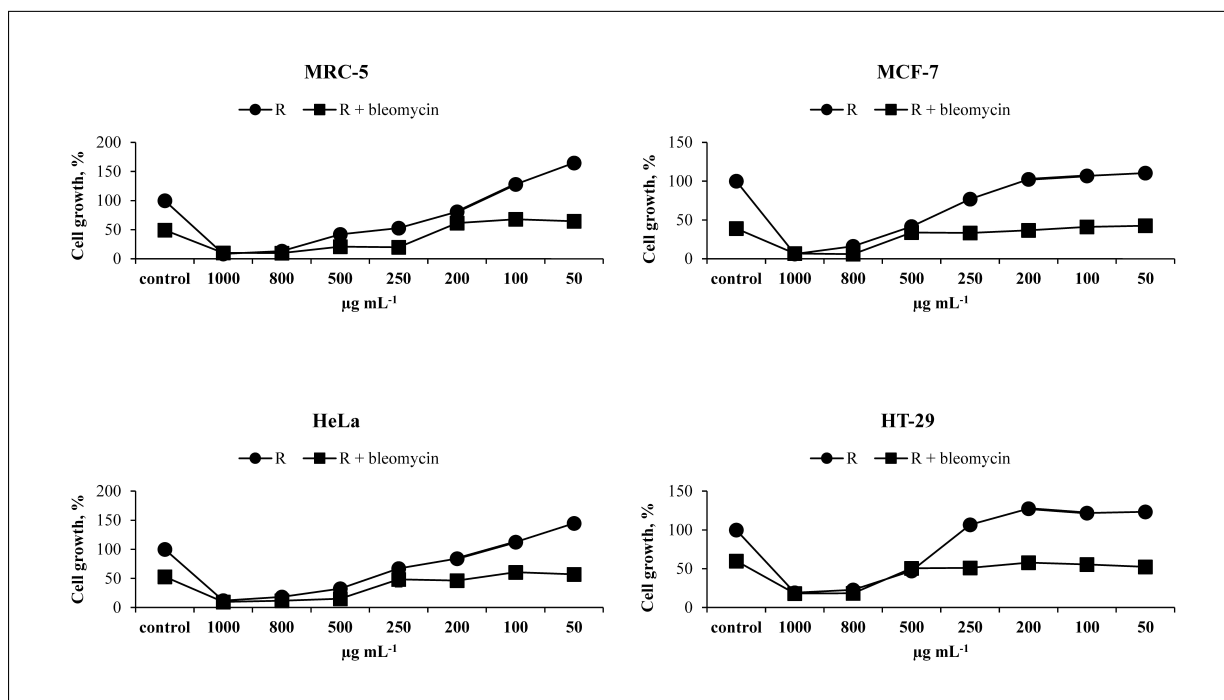 MRC-5
R R + bleomycin
Cell growth, %
200
150
100
50
0
control 1000 800 500 250 200 100 50
µg mL-1
MCF-7
R R + bleomycin
Cell growth, %
150
100
50
0
control 1000 800 500 250 200 100 50
µg mL-1
HeLa
R R + bleomycin
Cell growth, %
200
150
100
50
0
control 1000 800 500 250 200 100 50
µg mL-1
HT-29
R R + bleomycin
Cell growth, %
150
100
50
0
control 1000 800 500 250 200 100 50
µg mL-1